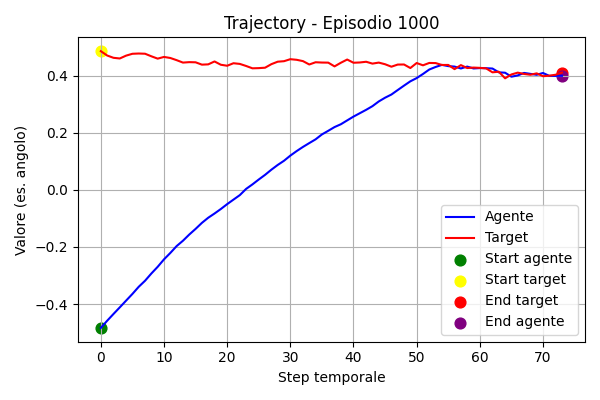 Trajectory - Episodio 1000
Valore (es. angolo)
0.4
0.2
0.0
−0.2
−0.4
Agente
Target
Start agente
Start target
End target
End agente
0 10 20 30 40 50 60 70
Step temporale